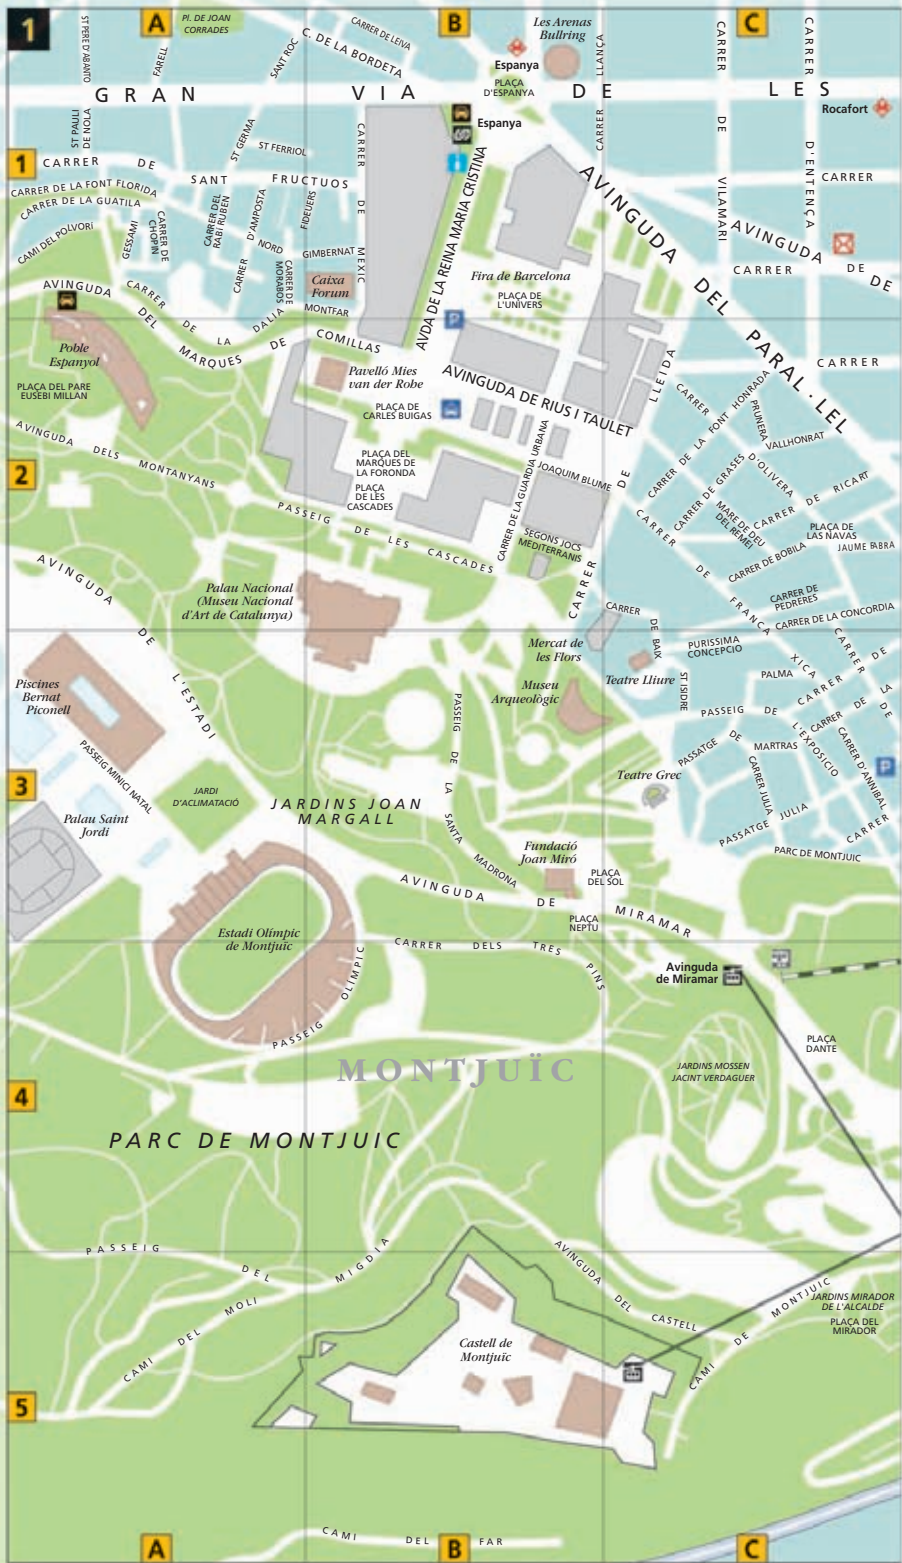 1
A
PL. DE JOAN
CORRADES
B
Les Arenas
Bullring
C
ST PERE D'ABANTO
FARELL
SANT ROC
C. DE LA BORDETA
CARRER DE LEIVA
Espanya
PLAÇA
D'ESPANYA
CARRER LLANÇA
CARRER DE VILAMARI
CARRER D'ENTENÇA
GRAN VIA DE LES
Rocafort
Espanya
ST PAULI
DE NOLA
ST GERMA
ST FERRIOL
CARRER DE MEXIC
1
CARRER DE SANT FRUCTUOS
CARRER
CARRER DE LA FONT FLORIDA
CARRER DE LA GUATLLA
CAMI DEL POLVORI
GESSAMI
CARRER DE
CHOPIN
CARRER DEL
RABI RUBEN
CARRER D'AMPOSTA
NORD
FIDEUERS
CARRER DE
MORABOS
GIMBERNAT
AVDA DE LA REINA MARIA CRISTINA
AVINGUDA DEL PARAL·LEL
AVINGUDA DE
CARRER DE
Fira de Barcelona
PLAÇA DE
L'UNIVERS
Caixa
Forum
MONTFAR
AVINGUDA DEL MARQUES DE COMILLAS
CARRER DE LA DALIA
Poble
Espanyol
PLAÇA DEL PARE
EUSEBI MILLAN
Pavelló Mies
van der Rohe
AVINGUDA DE RIUS I TAULET
CARRER DE LLEIDA
CARRER
PLAÇA DE
CARLES BUIGAS
CARRER DE LA FONT HONRADA
PRUNERA
VALLHONRAT
AVINGUDA DELS MONTANYANS
2
PLAÇA DEL
MARQUES DE
LA FORONDA
PLAÇA
DE LES
CASCADES
CARRER DE LA GUARDIA URBANA
JOAQUIM BLUME
CARRER DE GRASES
D'OLIVERA
CARRER DE RICART
MARE DE DEU
DEL REMEI
PLAÇA DE
LAS NAVAS
JAUME FABRA
PASSEIG DE LES CASCADES
SEGONS JOCS
MEDITERRANIS
CARRER DE FRANÇA XICA
CARRER DE BOBILA
CARRER DE
PEDRERES
CARRER DE LA CONCORDIA
AVINGUDA DE L'ESTADI
Palau Nacional
(Museu Nacional
d'Art de Catalunya)
CARRER DE BAIX
Mercat de
les Flors
PURISSIMA
CONCEPCIO
CARRER DE
Piscines
Bernat
Piconell
Teatre Lliure
ST ISIDRE
PALMA
CARRER DE
Museu
Arqueològic
PASSEIG DE
CARRER DE LA
PASSEIG DE LA SANTA MADRONA
PASSATGE DE MARTRAS
L'EXPOSICIO
CARRER D'ANNIBAL
PASSEIG MINICI NATAL
3
JARDI
D'ACLIMATACIÓ
JARDINS JOAN
MARGALL
Teatre Grec
CARRER JULIA
PASSATGE JULIA
CARRER
Palau Saint
Jordi
PARC DE MONTJUIC
Fundació
Joan Miró
PLAÇA
DEL SOL
AVINGUDA DE MIRAMAR
PLAÇA
NEPTU
Estadi Olímpic
de Montjuïc
CARRER DELS TRES PINS
Avinguda
de Miramar
PASSEIG OLIMPIC
PLAÇA
DANTE
MONTJUÏC
JARDINS MOSSEN
JACINT VERDAGUER
4
PARC DE MONTJUIC
PASSEIG DEL MIGDIA
AVINGUDA DEL CASTELL
CAMI DEL MOLI
CAMI DE MONTJUIC
JARDINS MIRADOR
DE L'ALCALDE
PLAÇA DEL
MIRADOR
Castell de
Montjuïc
5
CAMI DEL FAR
A
B
C